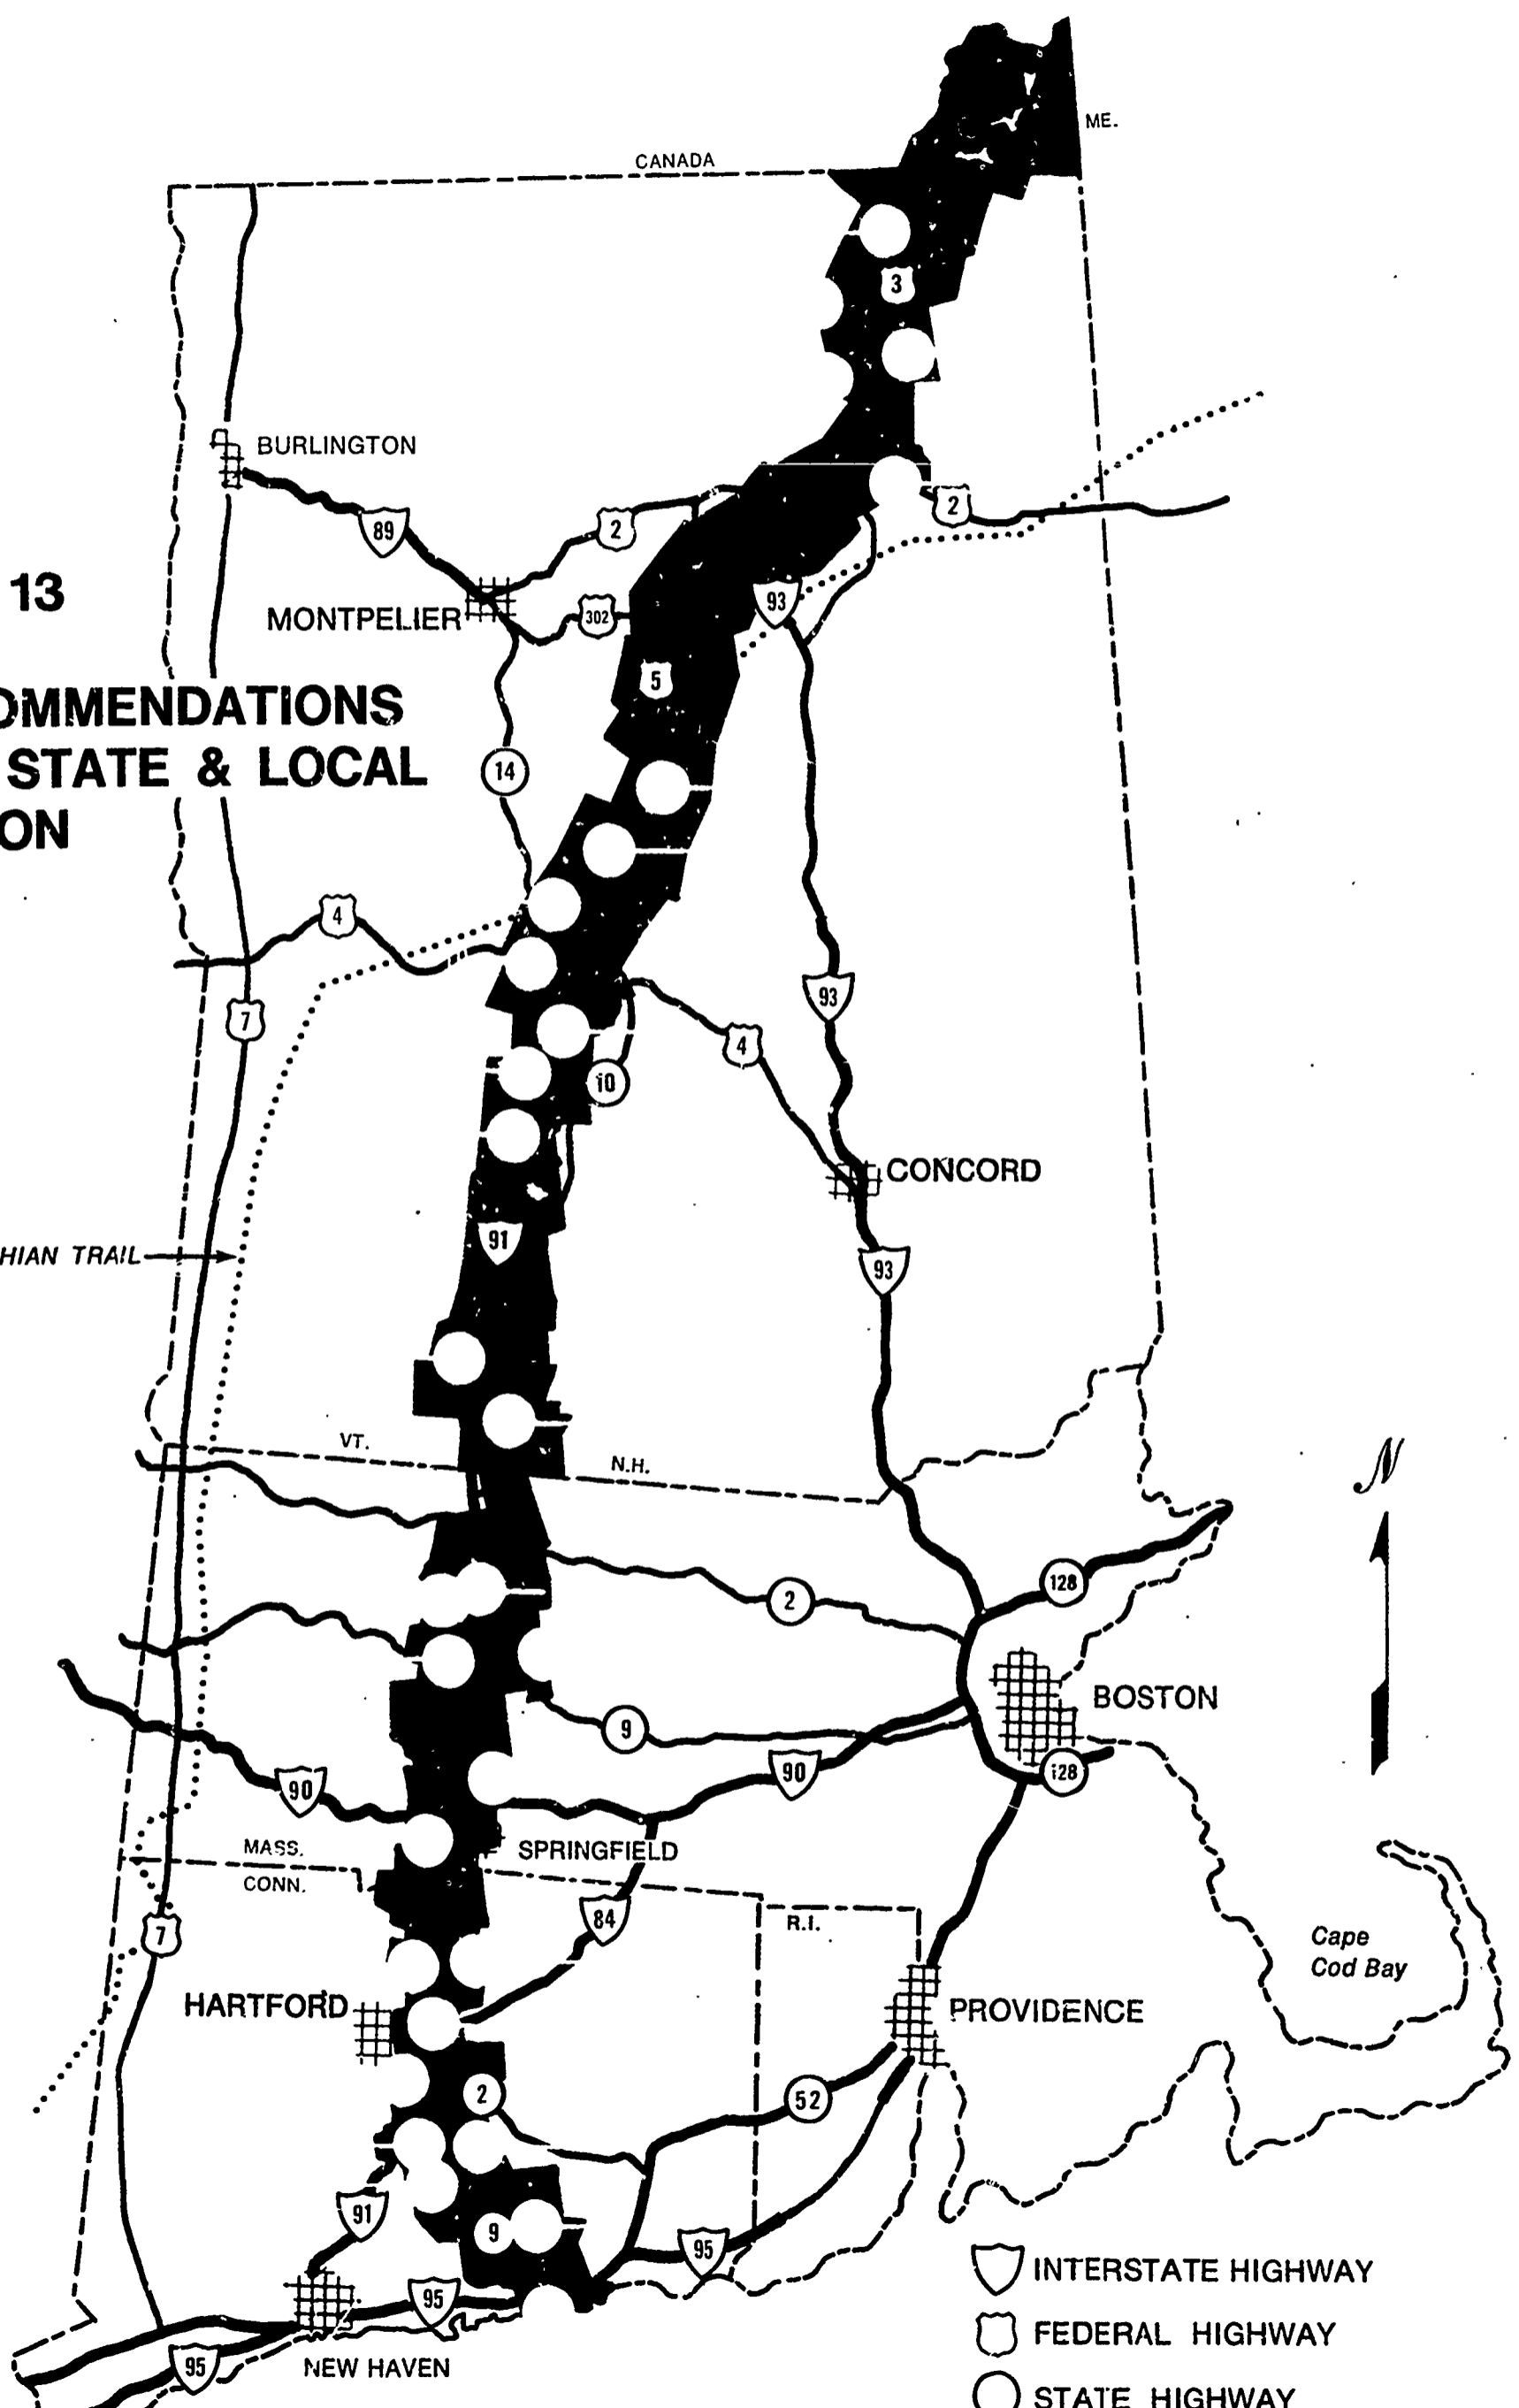 CANADA
ME.
3
BURLINGTON
89
2
2
13
MONTPELIER
302
93
5
OMMENDATIONS
STATE & LOCAL
ON
14
4
7
93
4
10
CONCORD
HIAN TRAIL
91
93
VT.
N.H.
N
128
2
BOSTON
9
90
90
128
MASS.
SPRINGFIELD
CONN.
84
R.I.
7
Cape
Cod Bay
HARTFORD
PROVIDENCE
2
52
91
9
95
95
INTERSTATE HIGHWAY
FEDERAL HIGHWAY
95
NEW HAVEN
STATE HIGHWAY